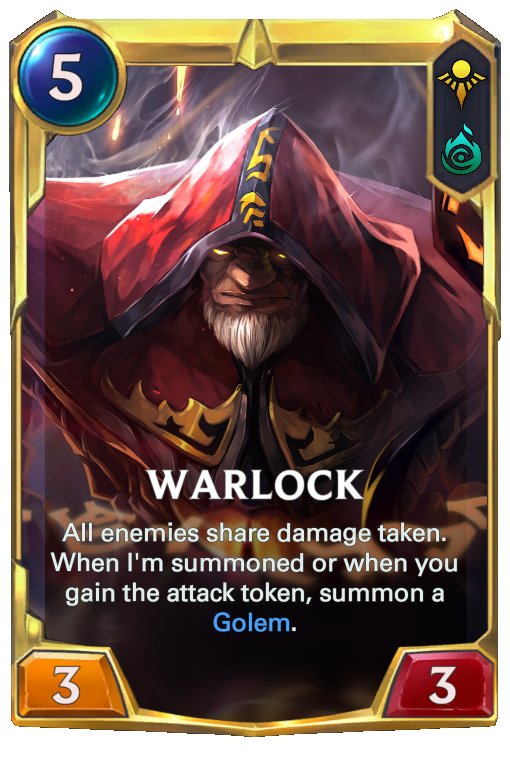 5
WARLOCK
All enemies share damage taken.
When I'm summoned or when you
gain the attack token, summon a
Golem.
3
3